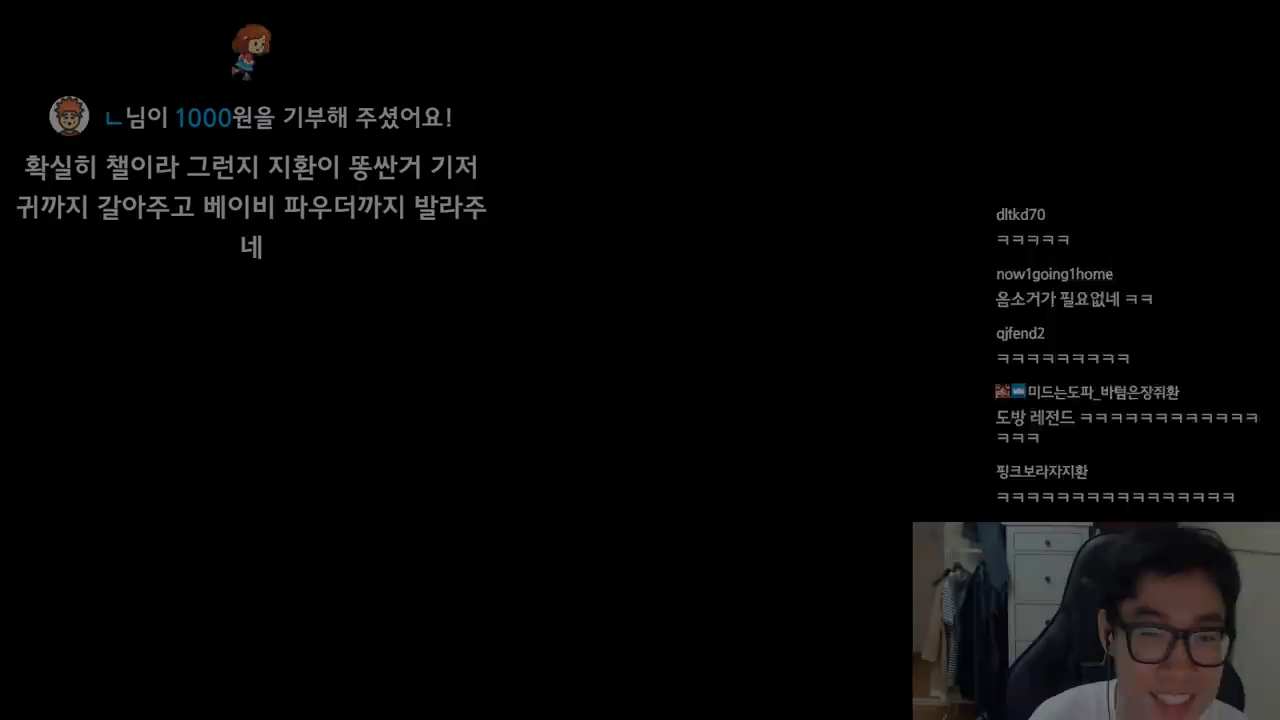 ㄴ님이 1000원을 기부해 주셨어요!
확실히 챌이라 그런지 지환이 똥싼거 기저
귀까지 갈아주고 베이비 파우더까지 발라주
네
dltkd70
ㅋㅋㅋㅋㅋ
now1going1home
음소거가 필요없네 ㅋㅋ
qjfend2
ㅋㅋㅋㅋㅋㅋㅋㅋㅋ
미드는도파_바텀은장쥐환
도방 레전드 ㅋㅋㅋㅋㅋㅋㅋㅋㅋㅋㅋㅋ
ㅋㅋㅋ
핑크보라자지환
ㅋㅋㅋㅋㅋㅋㅋㅋㅋㅋㅋㅋㅋㅋㅋㅋ